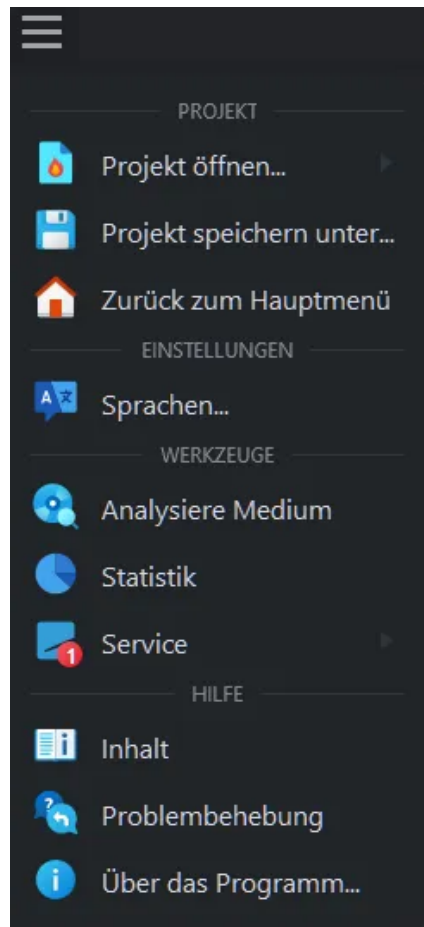 PROJEKT
Projekt öffnen...
Projekt speichern unter...
Zurück zum Hauptmenü
EINSTELLUNGEN
A
Sprachen...
WERKZEUGE
Analysiere Medium
Statistik
Service
1
HILFE
i
Inhalt
?
Problembehebung
i
Über das Programm...